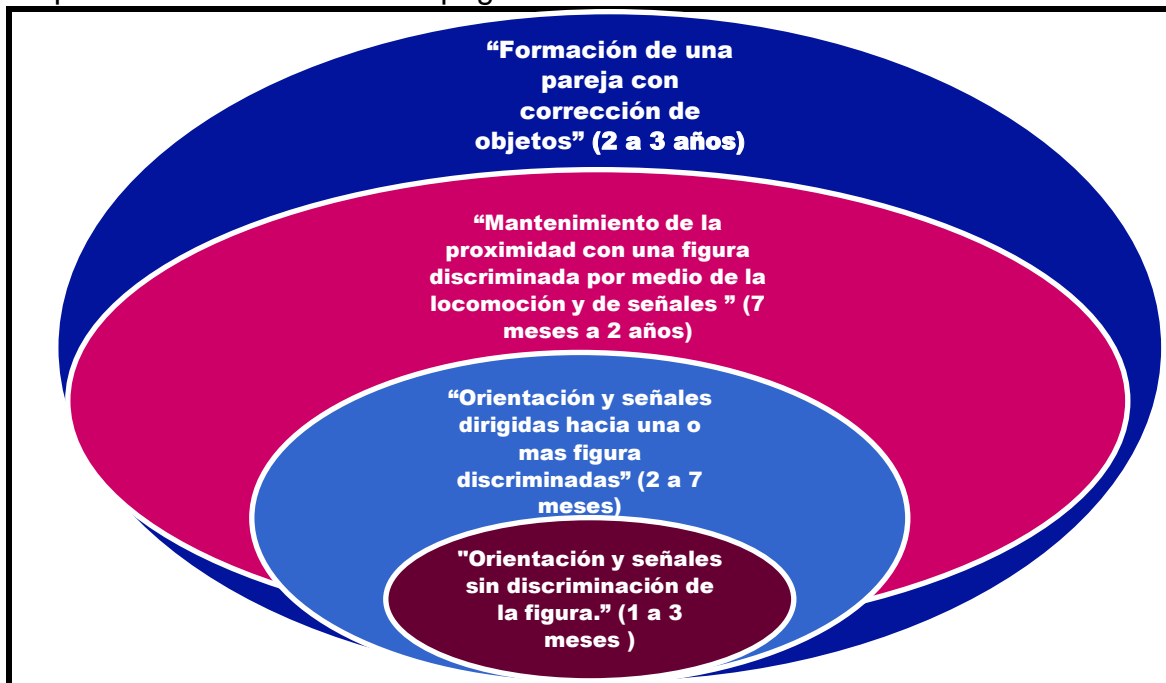 “Formación de una
pareja con
corrección de
objetos” (2 a 3 años)
“Mantenimiento de la
proximidad con una figura
discriminada por medio de la
locomoción y de señales ” (7
meses a 2 años)
“Orientación y señales
dirigidas hacia una o
mas figura
discriminadas” (2 a 7
meses)
"Orientación y señales
sin discriminación de
la figura.” (1 a 3
meses )